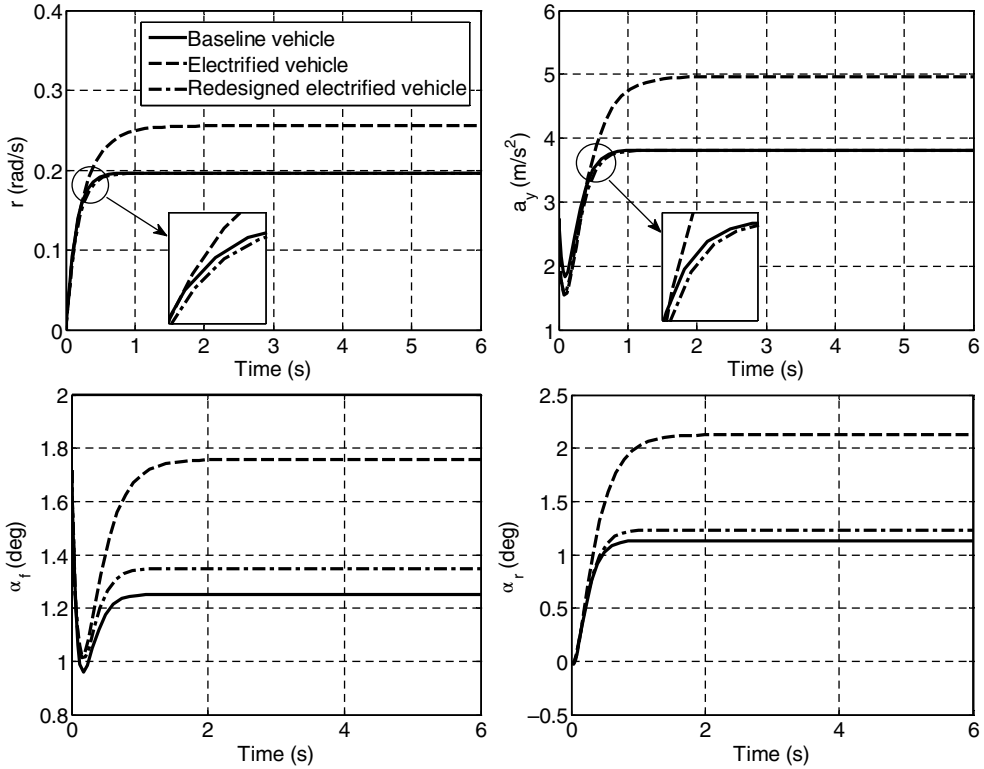 0.4
0.3
0.2
0.1
0
r (rad/s)
Baseline vehicle
Electrified vehicle
Redesigned electrified vehicle
0 1 2 3 4 5 6
Time (s)
6
5
4
3
2
1
a_y (m/s²)
0 1 2 3 4 5 6
Time (s)
2
1.8
1.6
1.4
1.2
1
0.8
α_f (deg)
0 2 4 6
Time (s)
2.5
2
1.5
1
0.5
0
−0.5
α_r (deg)
0 2 4 6
Time (s)